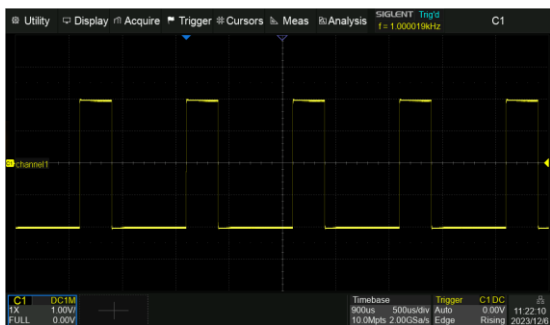 Utility Display Acquire Trigger Cursors Meas Analysis SIGLENT Trig'd C1
f = 1.000019kHz
channel1
C1 DC1M
1X 1.00V/
FULL 0.00V
Timebase
900us 500us/div
10.0Mpts 2.00GSa/s
Trigger C1 DC
Auto 0.00V
Edge Rising
11:22:10
2023/12/6